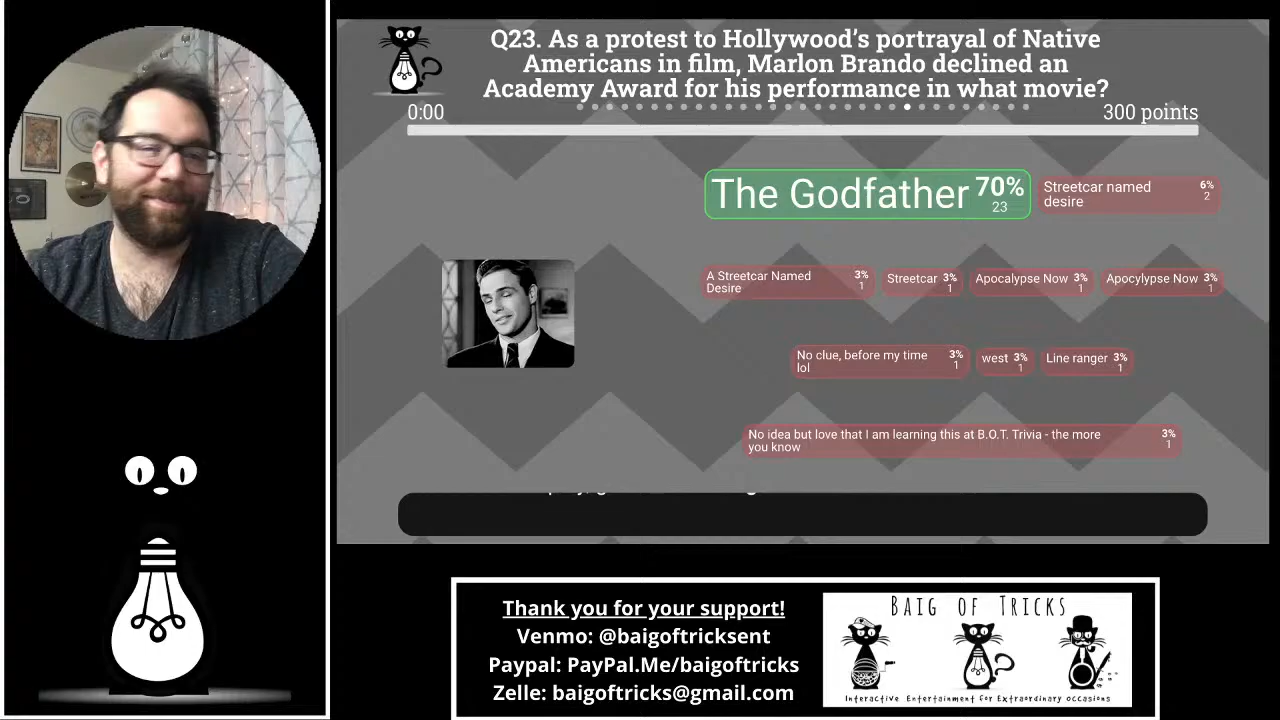 Q23. As a protest to Hollywood's portrayal of Native
Americans in film, Marlon Brando declined an
Academy Award for his performance in what movie?
0:00
300 points
The Godfather 70%
23
Streetcar named
desire
6%
2
A Streetcar Named
Desire
3%
1
Streetcar 3%
1
Apocalypse Now 3%
1
Apocylypse Now 3%
1
No clue, before my time
lol
3%
1
west 3%
1
Line ranger 3%
1
No idea but love that I am learning this at B.O.T. Trivia - the more
you know
3%
1
Thank you for your support!
Venmo: @baigoftricksent
Paypal: PayPal.Me/baigoftricks
Zelle: baigoftricks@gmail.com
BAIG OF TRICKS
Interactive Entertainment for Extraordinary occasions